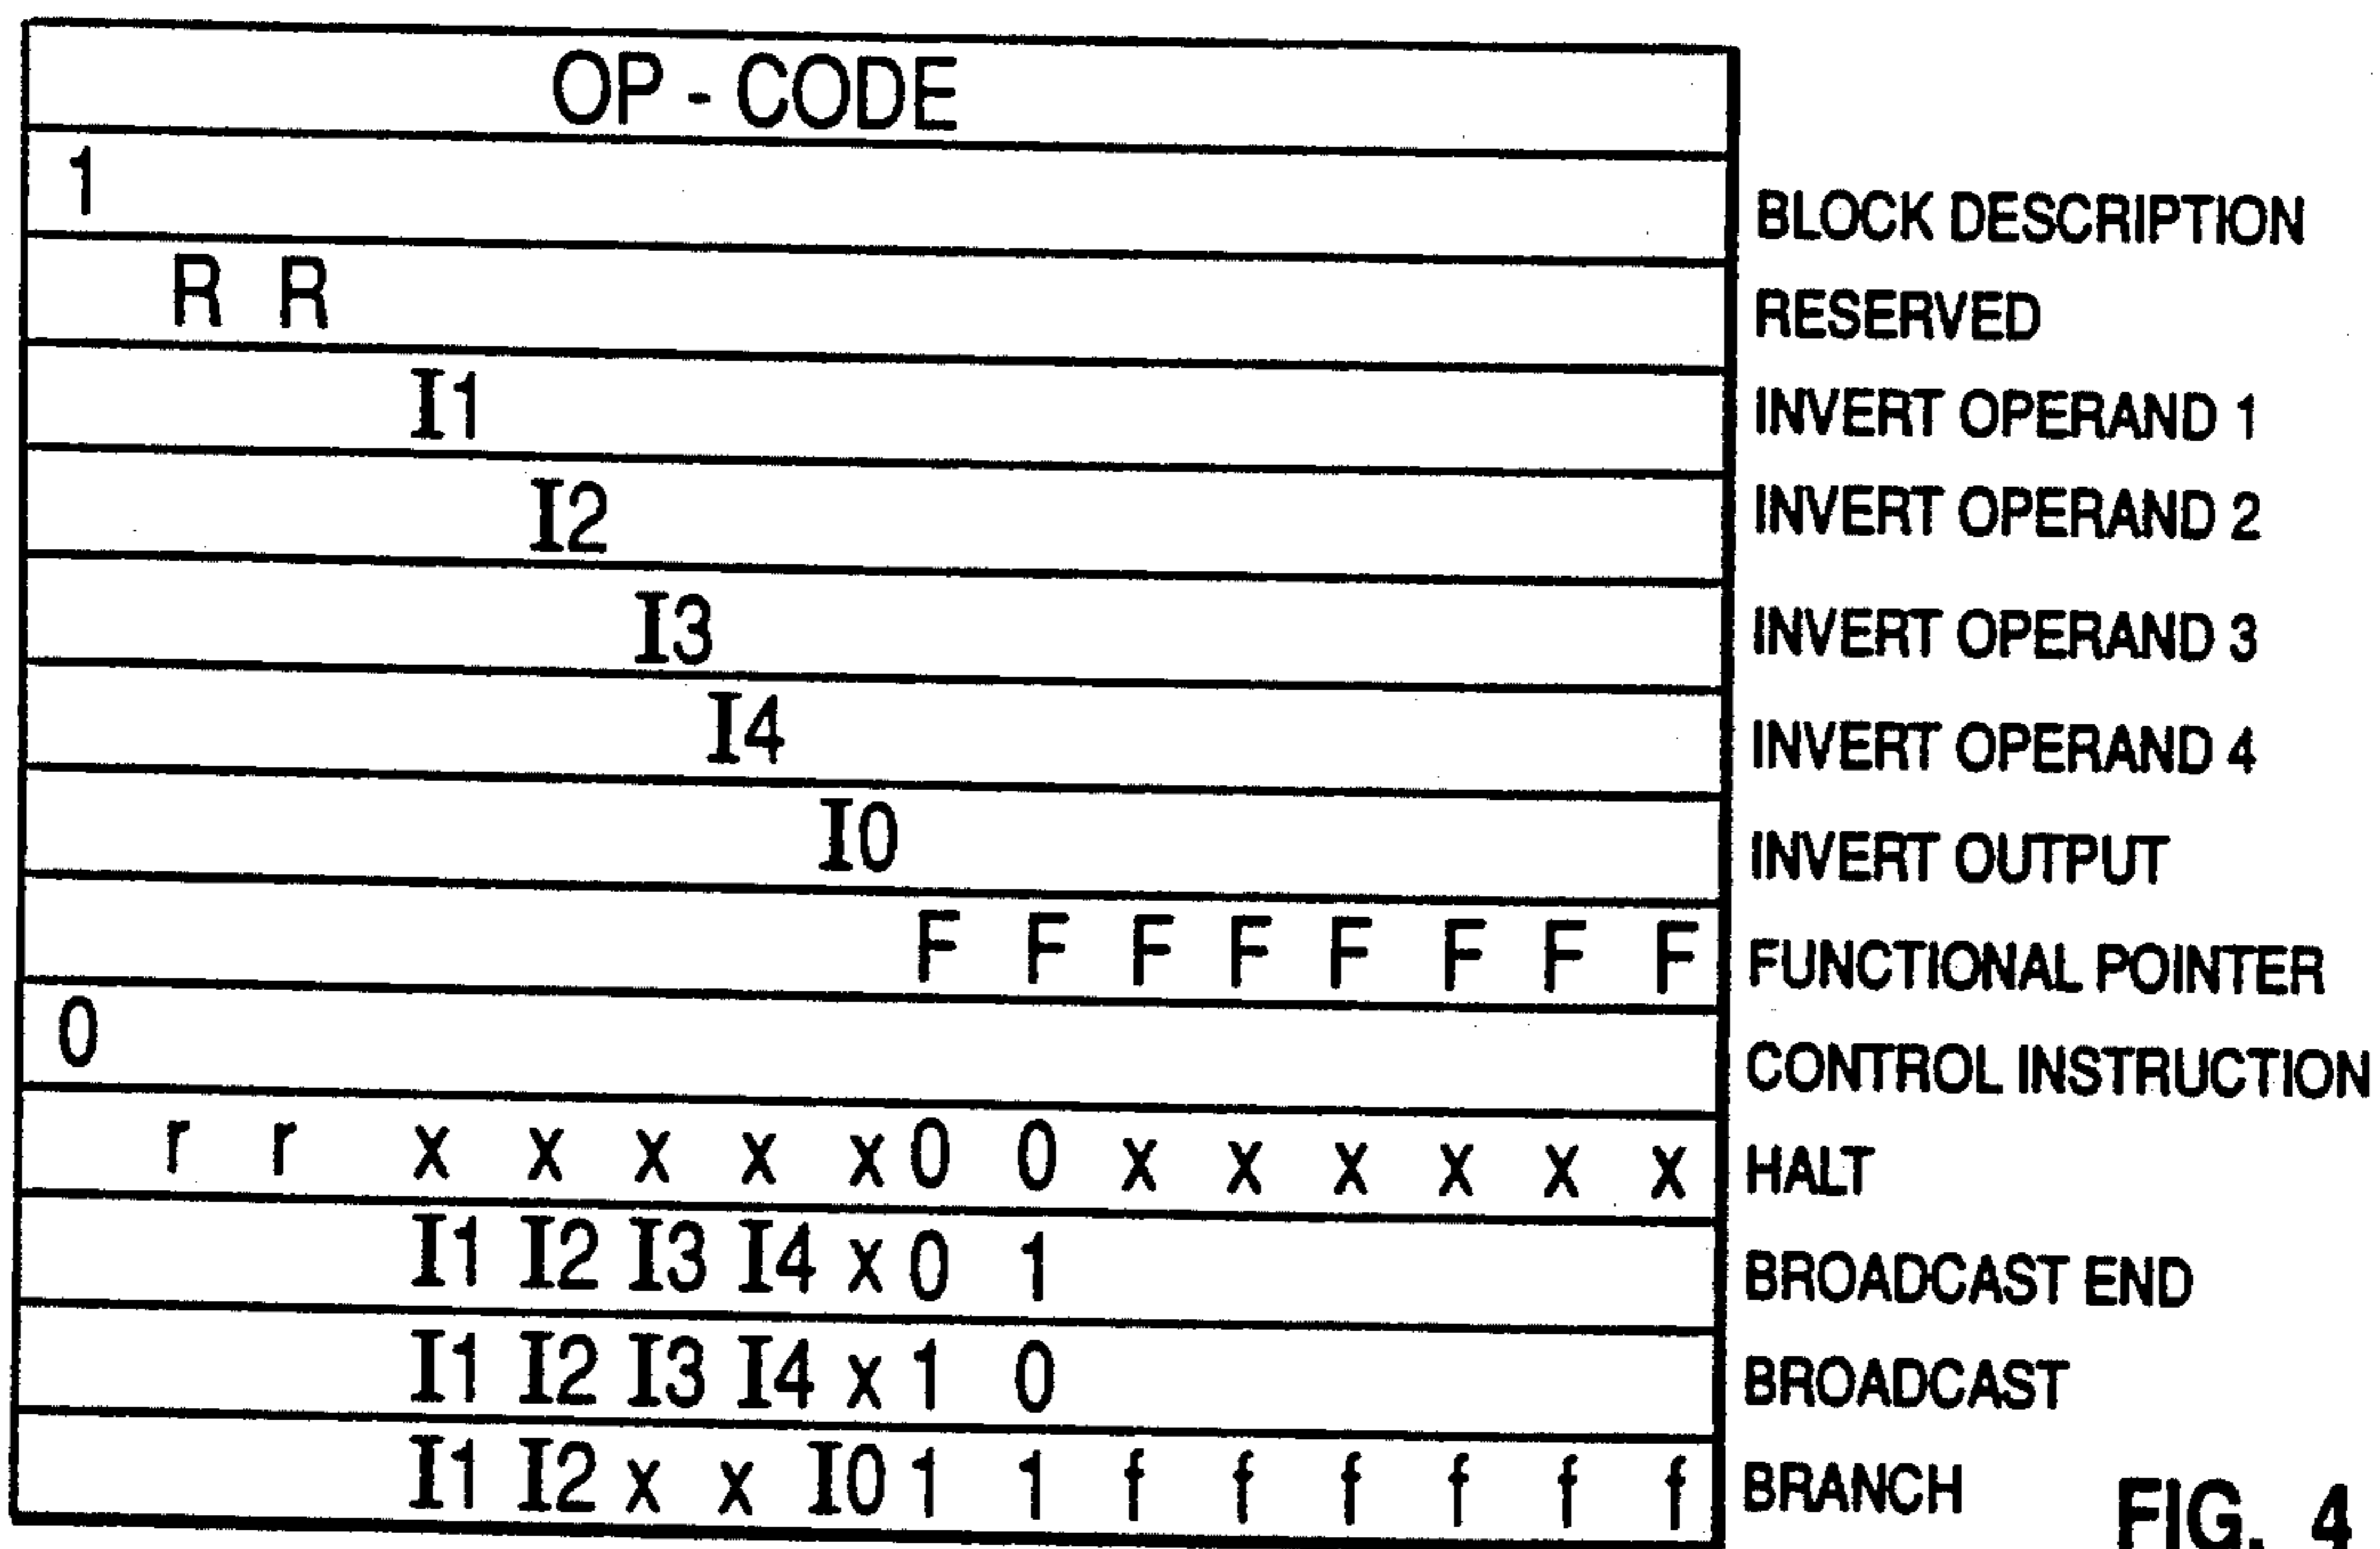 OP - CODE
1 BLOCK DESCRIPTION
R R RESERVED
I1 INVERT OPERAND 1
I2 INVERT OPERAND 2
I3 INVERT OPERAND 3
I4 INVERT OPERAND 4
I0 INVERT OUTPUT
F F F F F F F F FUNCTIONAL POINTER
0 CONTROL INSTRUCTION
r r x x x x x 0 0 x x x x x x HALT
I1 I2 I3 I4 x 0 1 BROADCAST END
I1 I2 I3 I4 x 1 0 BROADCAST
I1 I2 x x I0 1 1 f f f f f f BRANCH
FIG. 4